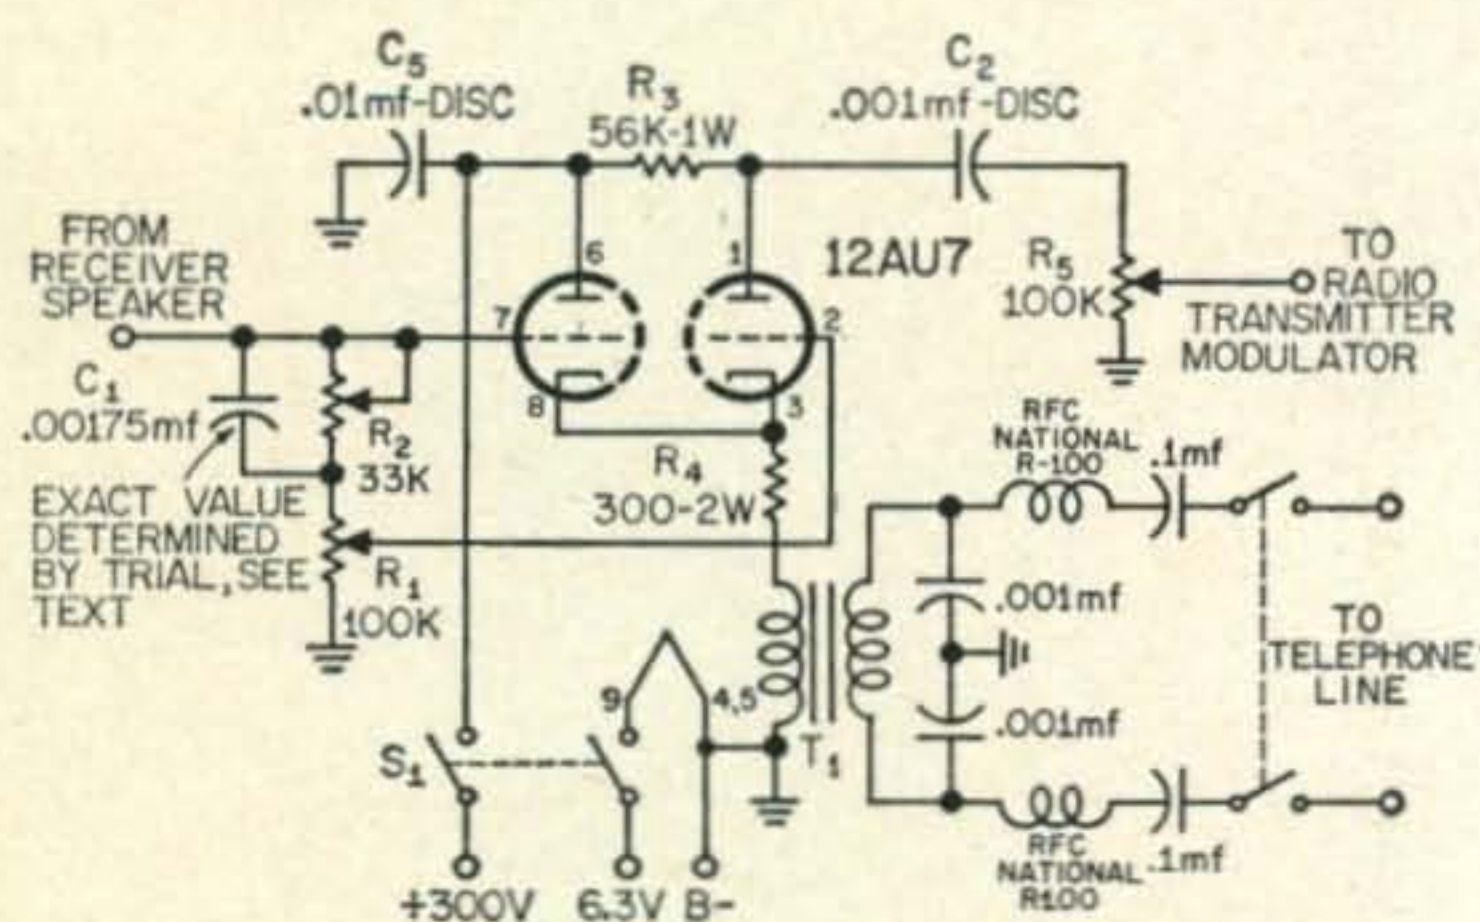 C5
.01mf-DISC
R3
56K-1W
C2
.001mf-DISC
FROM
RECEIVER
SPEAKER
6
1
12AU7
R5
100K
TO
RADIO
TRANSMITTER
MODULATOR
7
2
C1
.00175mf
R2
33K
8
3
EXACT VALUE
DETERMINED
BY TRIAL, SEE
TEXT
R1
100K
R4
300-2W
RFC
NATIONAL
R-100
.1mf
.001mf
.001mf
TO
TELEPHONE
LINE
9
4,5
T1
S1
+300V
6.3V
B-
RFC
NATIONAL
R100
.1mf